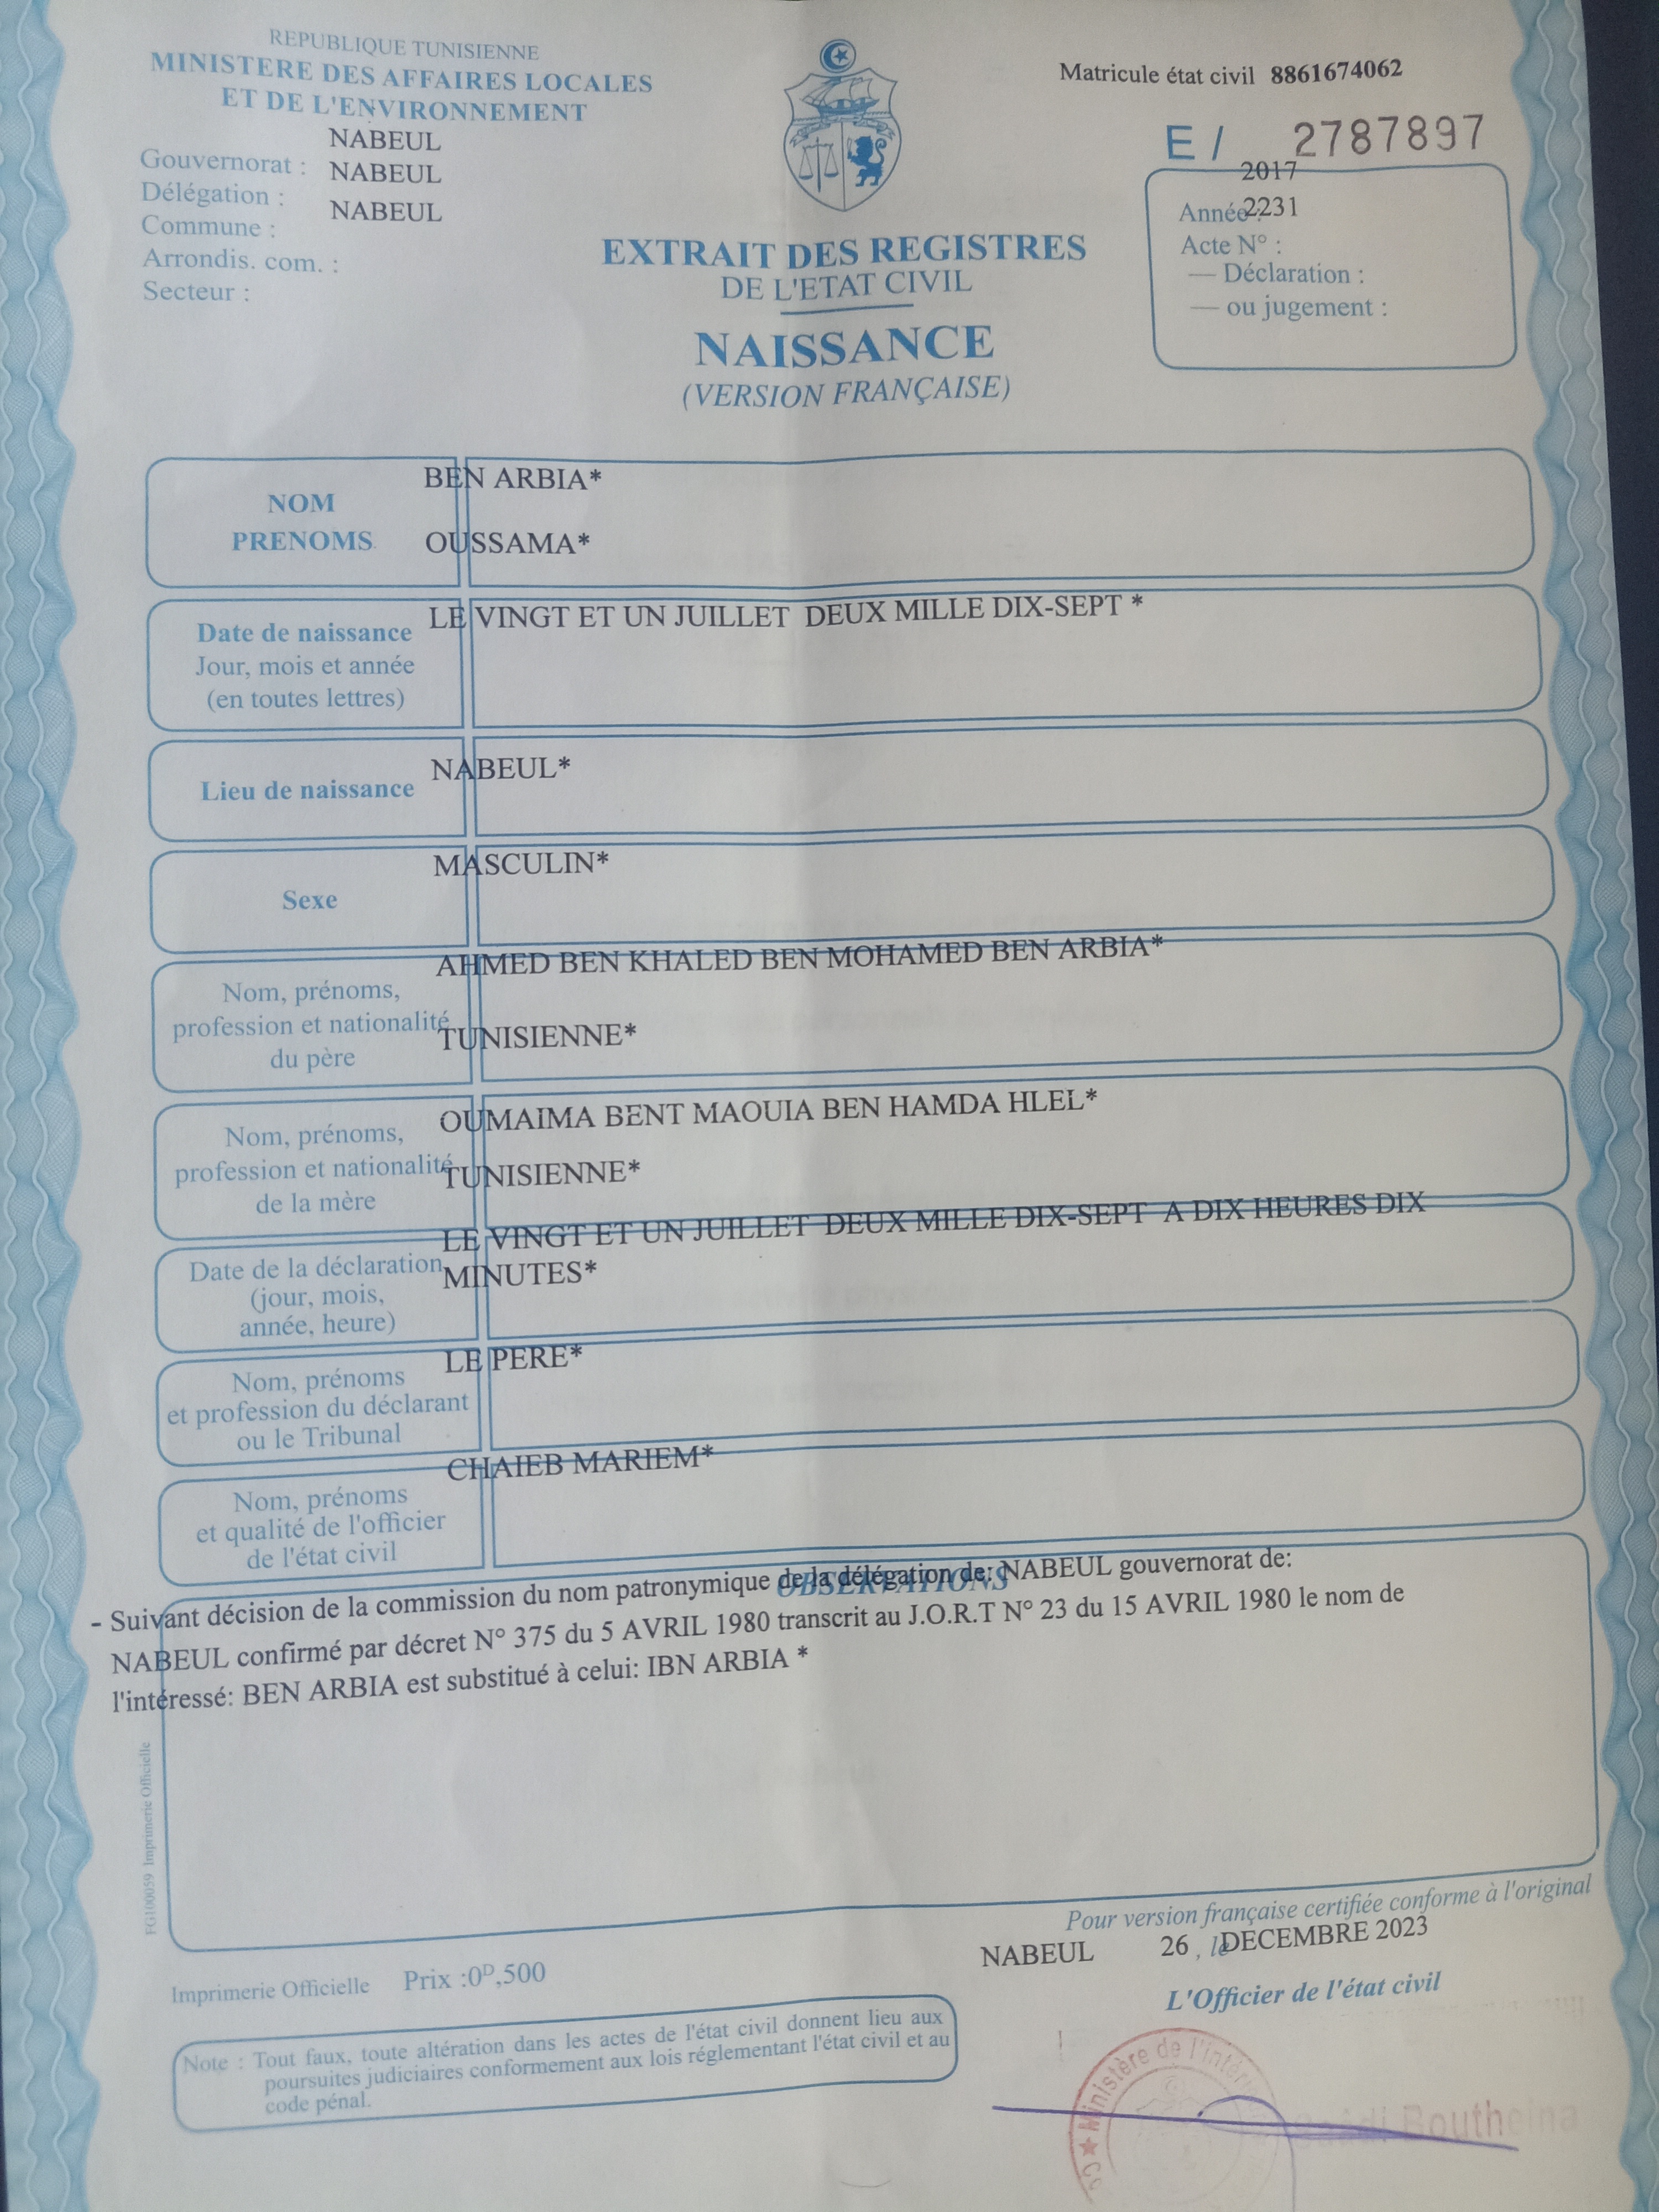 REPUBLIQUE TUNISIENNE
MINISTERE DES AFFAIRES LOCALES
ET DE L'ENVIRONNEMENT
NABEUL
Gouvernorat :
NABEUL
Délégation :
NABEUL
Commune :
Arrondis. com. :
Secteur :
Matricule état civil 8861674062
E / 2787897
2017
Année :
2231
Acte N° :
— Déclaration :
— ou jugement :
EXTRAIT DES REGISTRES
DE L'ETAT CIVIL
NAISSANCE
(VERSION FRANÇAISE)
BEN ARBIA*
NOM
PRENOMS
OUSSAMA*
LE VINGT ET UN JUILLET DEUX MILLE DIX-SEPT *
Date de naissance
Jour, mois et année
(en toutes lettres)
NABEUL*
Lieu de naissance
MASCULIN*
Sexe
AHMED BEN KHALED BEN MOHAMED BEN ARBIA*
Nom, prénoms,
profession et nationalité
du père
TUNISIENNE*
OUMAIMA BENT MAOUIA BEN HAMDA HLEL*
Nom, prénoms,
profession et nationalité
de la mère
TUNISIENNE*
LE VINGT ET UN JUILLET DEUX MILLE DIX-SEPT A DIX HEURES DIX
MINUTES*
Date de la déclaration
(jour, mois,
année, heure)
LE PERE*
Nom, prénoms
et profession du déclarant
ou le Tribunal
CHAIEB MARIEM*
Nom, prénoms
et qualité de l'officier
de l'état civil
OBSERVATIONS
- Suivant décision de la commission du nom patronymique de la délégation de: NABEUL gouvernorat de:
NABEUL confirmé par décret N° 375 du 5 AVRIL 1980 transcrit au J.O.R.T N° 23 du 15 AVRIL 1980 le nom de
l'intéressé: BEN ARBIA est substitué à celui: IBN ARBIA *
FG100059 Imprimerie Officielle
Pour version française certifiée conforme à l'original
NABEUL 26 , le DECEMBRE 2023
L'Officier de l'état civil
Imprimerie Officielle Prix :0D,500
Note : Tout faux, toute altération dans les actes de l'état civil donnent lieu aux
poursuites judiciaires conformement aux lois réglementant l'état civil et au
code pénal.
Ministère de l'Intér
Boutheina